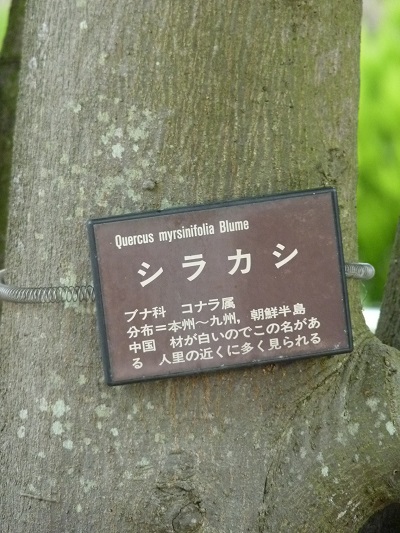 Quercus myrsinifolia Blume
シラカシ
ブナ科　コナラ属
分布＝本州〜九州，朝鮮半島
中国　材が白いのでこの名があ
る　人里の近くに多く見られる